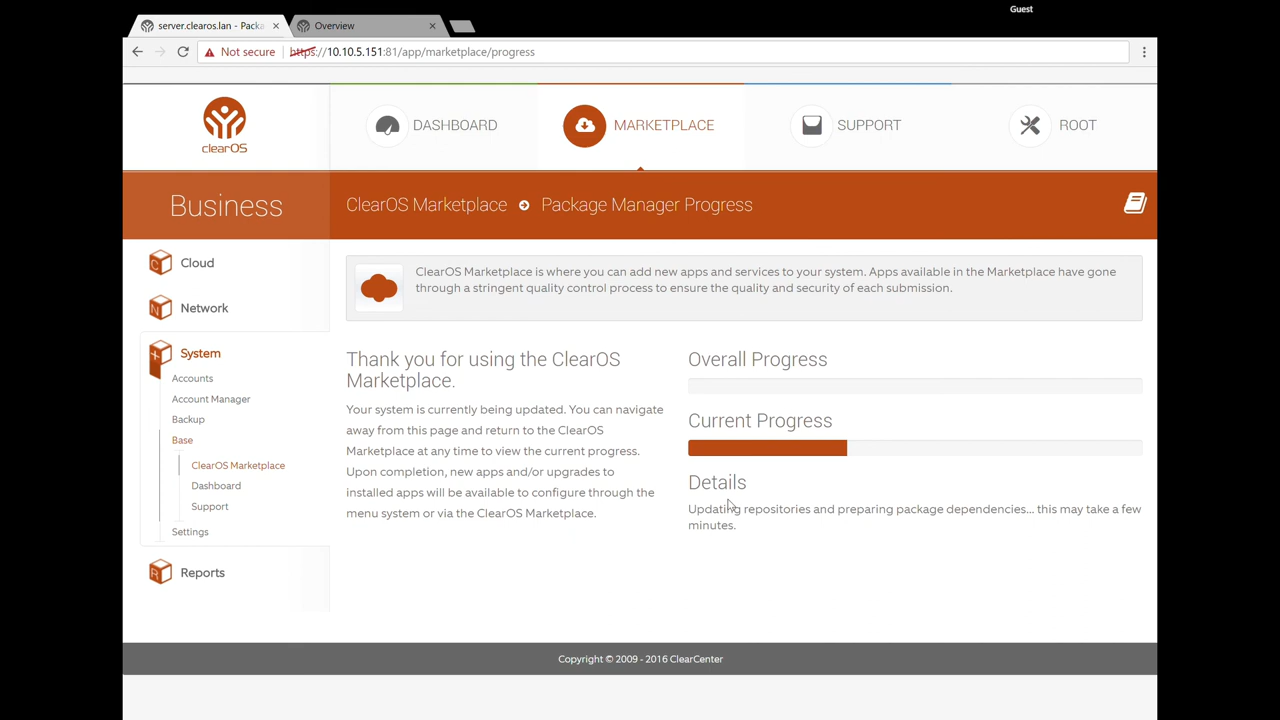 Guest
server.clearos.lan - Packa
Overview
Not secure
https://10.10.5.151:81/app/marketplace/progress
clearOS
DASHBOARD
MARKETPLACE
SUPPORT
ROOT
Business
ClearOS Marketplace
Package Manager Progress
Cloud
Network
System
Accounts
Account Manager
Backup
Base
ClearOS Marketplace
Dashboard
Support
Settings
Reports
ClearOS Marketplace is where you can add new apps and services to your system. Apps available in the Marketplace have gone
through a stringent quality control process to ensure the quality and security of each submission.
Thank you for using the ClearOS
Marketplace.
Your system is currently being updated. You can navigate
away from this page and return to the ClearOS
Marketplace at any time to view the current progress.
Upon completion, new apps and/or upgrades to
installed apps will be available to configure through the
menu system or via the ClearOS Marketplace.
Overall Progress
Current Progress
Details
Updating repositories and preparing package dependencies... this may take a few
minutes.
Copyright © 2009 - 2016 ClearCenter